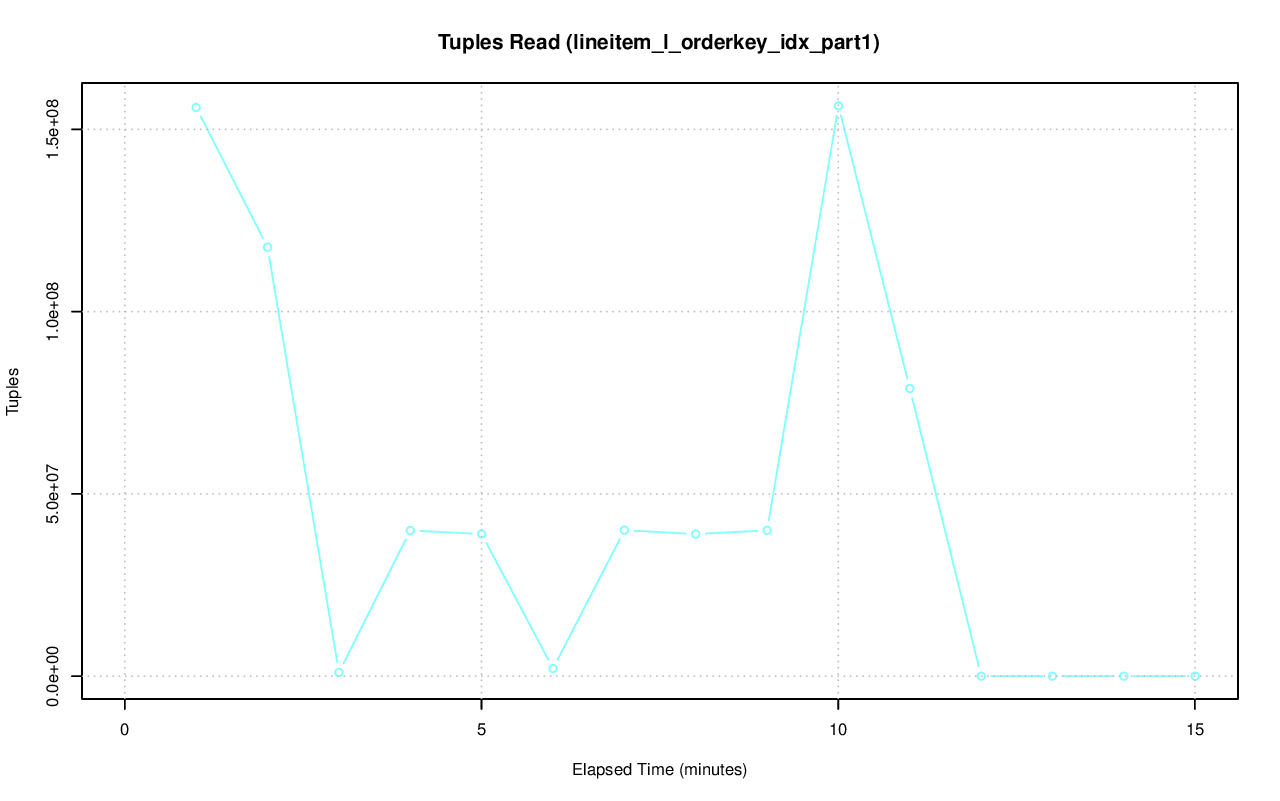 Tuples Read (lineitem_l_orderkey_idx_part1)
1.5e+08
1.0e+08
5.0e+07
0.0e+00
Tuples
0
5
10
15
Elapsed Time (minutes)